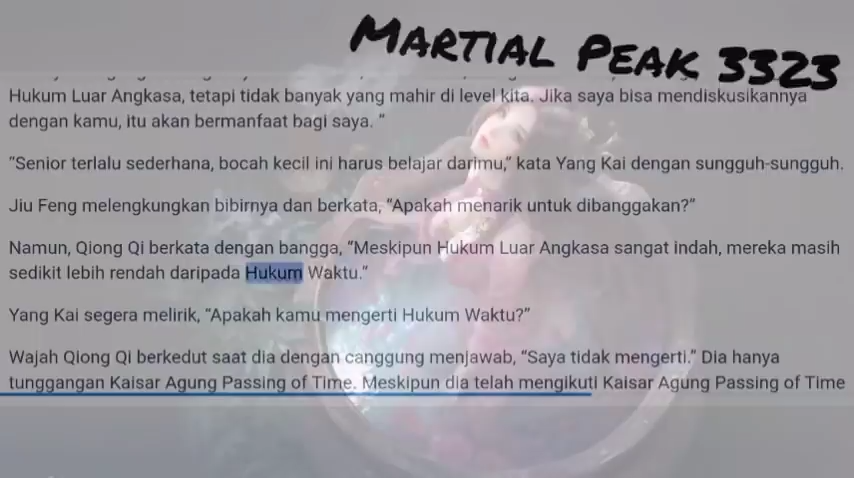 MARTIAL PEAK 3323
Hukum Luar Angkasa, tetapi tidak banyak yang mahir di level kita. Jika saya bisa mendiskusikannya
dengan kamu, itu akan bermanfaat bagi saya. ”
“Senior terlalu sederhana, bocah kecil ini harus belajar darimu,” kata Yang Kai dengan sungguh-sungguh.
Jiu Feng melengkungkan bibirnya dan berkata, “Apakah menarik untuk dibanggakan?”
Namun, Qiong Qi berkata dengan bangga, “Meskipun Hukum Luar Angkasa sangat indah, mereka masih
sedikit lebih rendah daripada Hukum Waktu.”
Yang Kai segera melirik, “Apakah kamu mengerti Hukum Waktu?”
Wajah Qiong Qi berkedut saat dia dengan canggung menjawab, “Saya tidak mengerti.” Dia hanya
tunggangan Kaisar Agung Passing of Time. Meskipun dia telah mengikuti Kaisar Agung Passing of Time